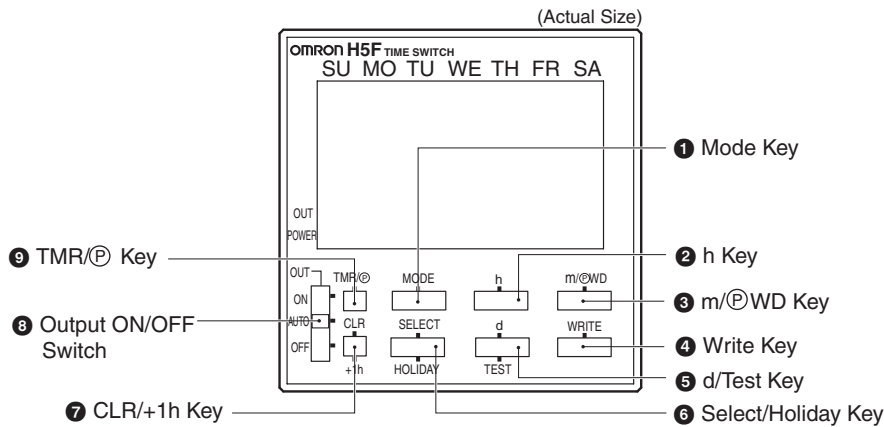 (Actual Size)
OMRON H5F TIME SWITCH
SU MO TU WE TH FR SA
❶ Mode Key
OUT
POWER
❾ TMR/Ⓟ Key
❷ h Key
OUT
TMR/Ⓟ
MODE
h
m/ⓅWD
ON
❸ m/ⓅWD Key
❽ Output ON/OFF
Switch
AUTO
CLR
SELECT
d
WRITE
❹ Write Key
OFF
+1h
HOLIDAY
TEST
❺ d/Test Key
❼ CLR/+1h Key
❻ Select/Holiday Key